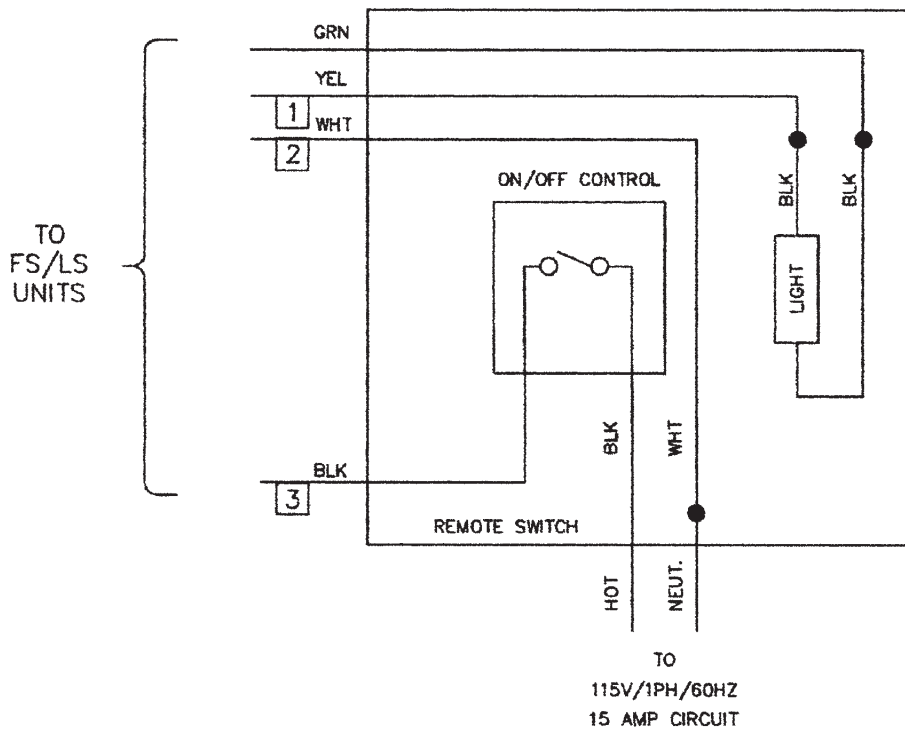 GRN
YEL
1
WHT
2
ON/OFF CONTROL
BLK
BLK
TO
FS/LS
UNITS
LIGHT
BLK
WHT
BLK
3
REMOTE SWITCH
HOT
NEUT.
TO
115V/1PH/60HZ
15 AMP CIRCUIT